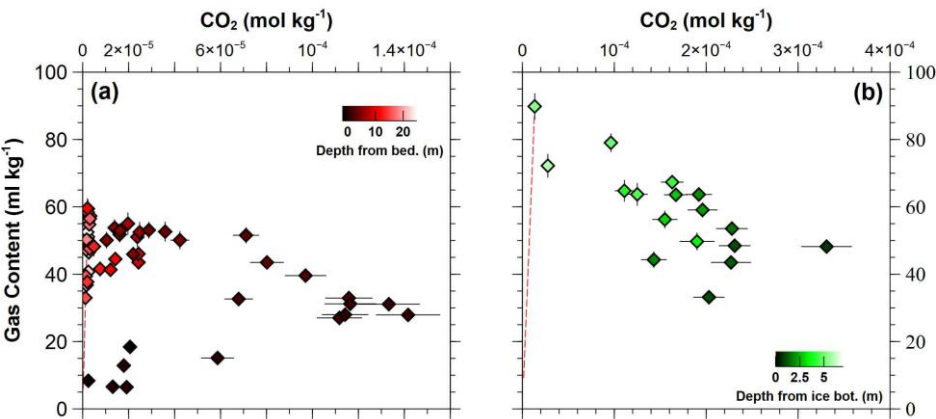 CO₂ (mol kg⁻¹)
0 2×10⁻⁵ 6×10⁻⁵ 10⁻⁴ 1.4×10⁻⁴
CO₂ (mol kg⁻¹)
0 10⁻⁴ 2×10⁻⁴ 3×10⁻⁴ 4×10⁻⁴
Gas Content (ml kg⁻¹)
100
80
60
40
20
0
(a)
0 10 20
Depth from bed. (m)
(b)
0 2.5 5
Depth from ice bot. (m)
100
80
60
40
20
0